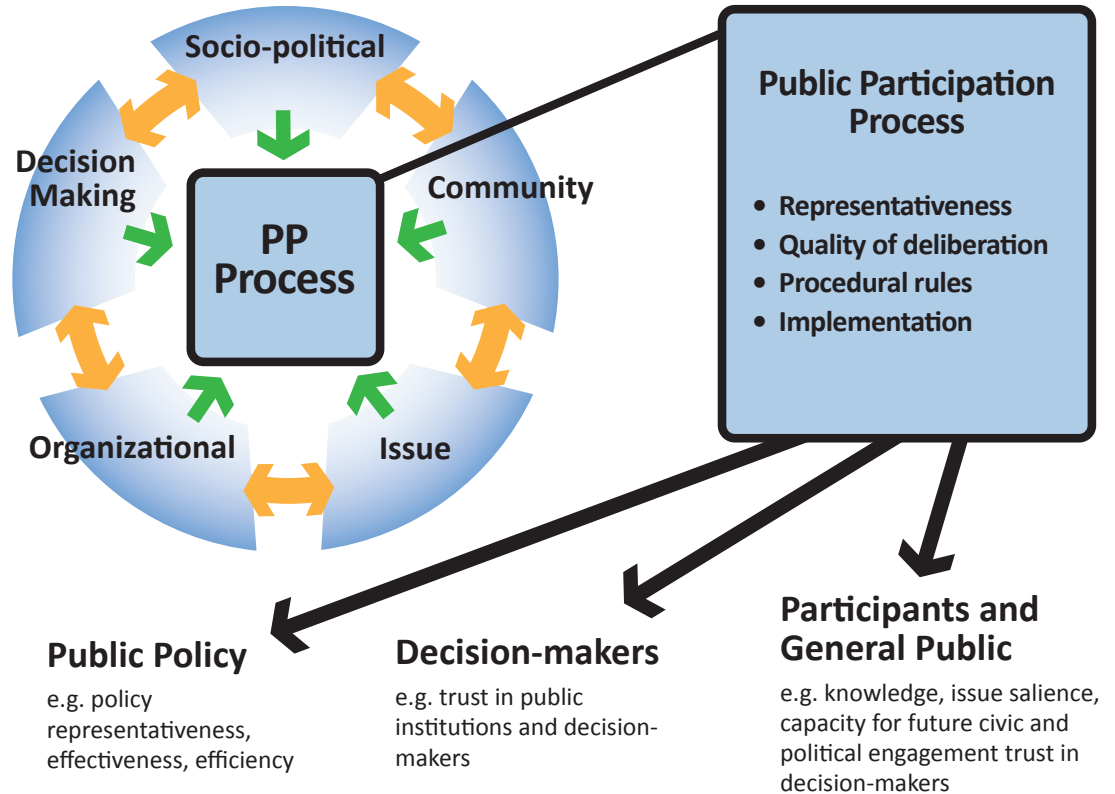 Socio-political
Decision
Making
Community
PP
Process
Organizational
Issue
Public Participation
Process
• Representativeness
• Quality of deliberation
• Procedural rules
• Implementation
Public Policy
e.g. policy
representativeness,
effectiveness, efficiency
Decision-makers
e.g. trust in public
institutions and decision-
makers
Participants and
General Public
e.g. knowledge, issue salience,
capacity for future civic and
political engagement trust in
decision-makers